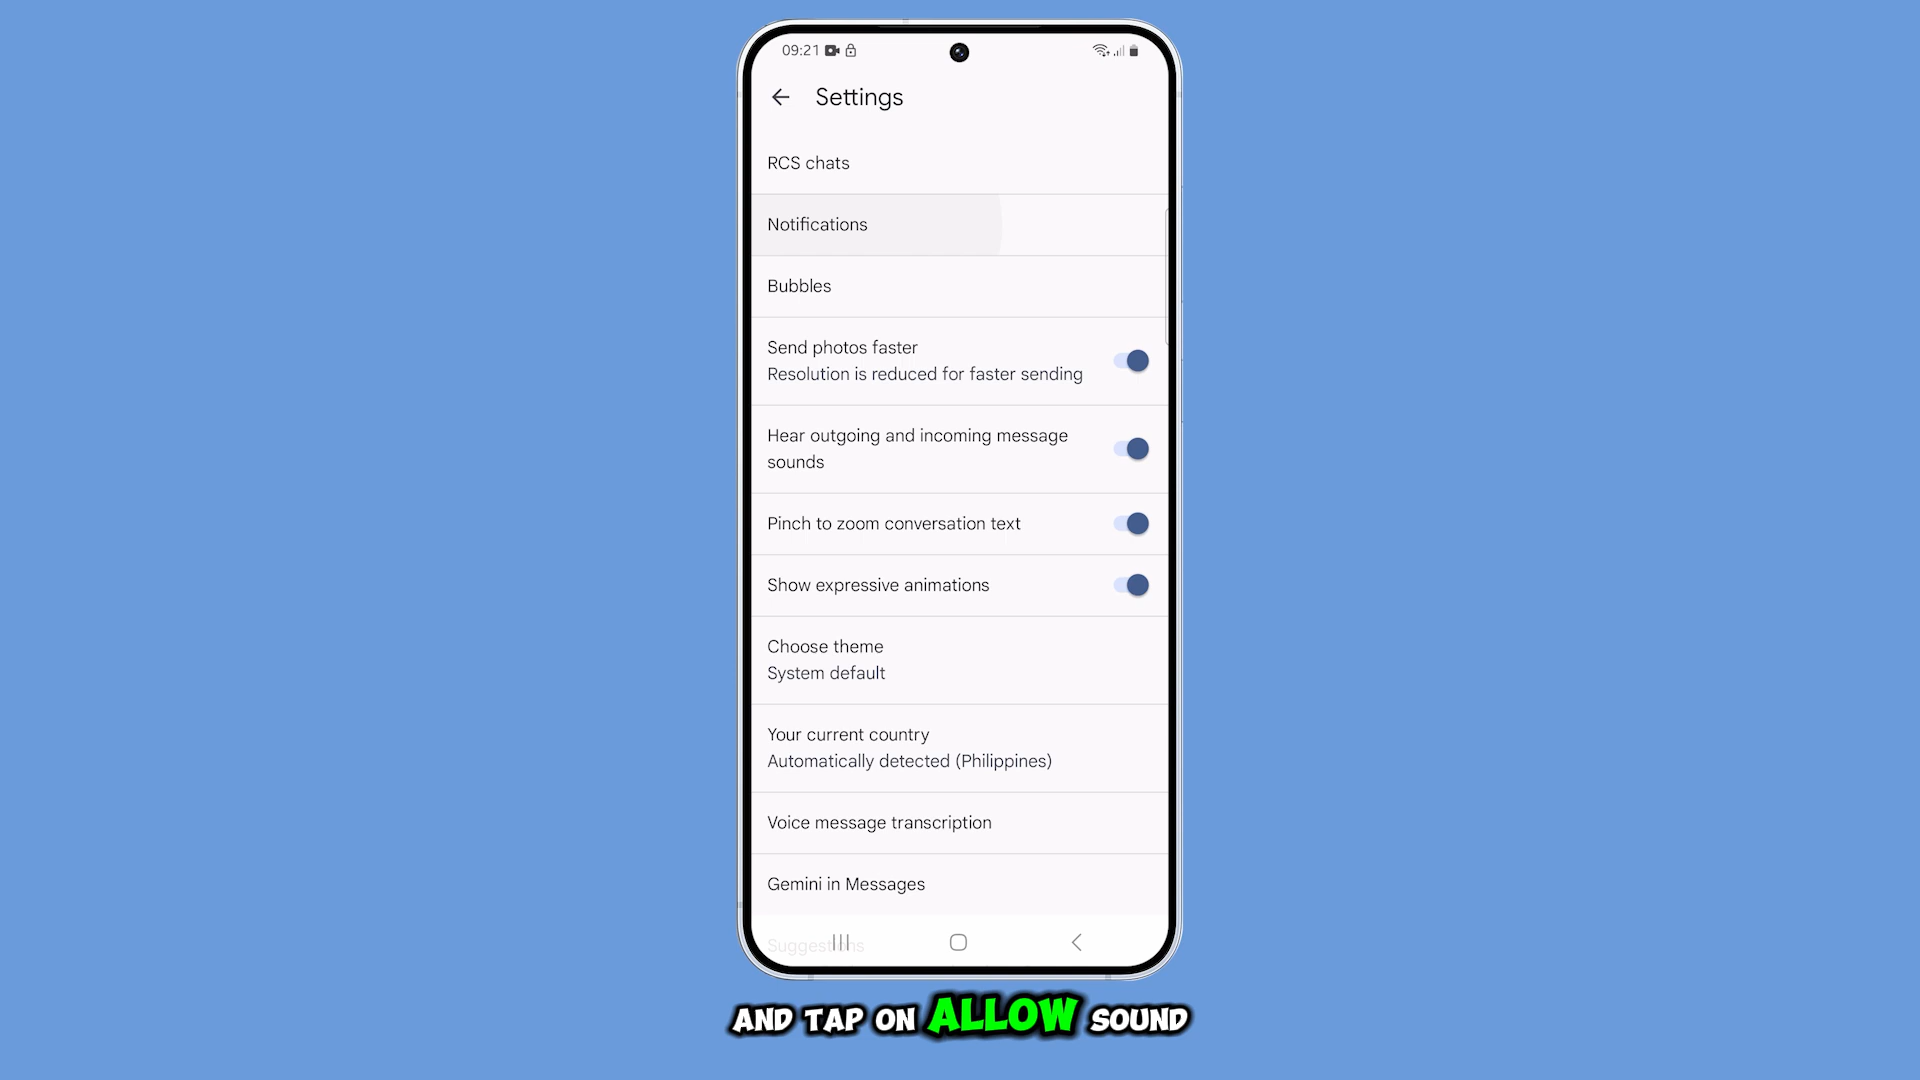 09:21
Settings
RCS chats
Notifications
Bubbles
Send photos faster
Resolution is reduced for faster sending
Hear outgoing and incoming message
sounds
Pinch to zoom conversation text
Show expressive animations
Choose theme
System default
Your current country
Automatically detected (Philippines)
Voice message transcription
Gemini in Messages
Suggestions
AND TAP ON ALLOW SOUND